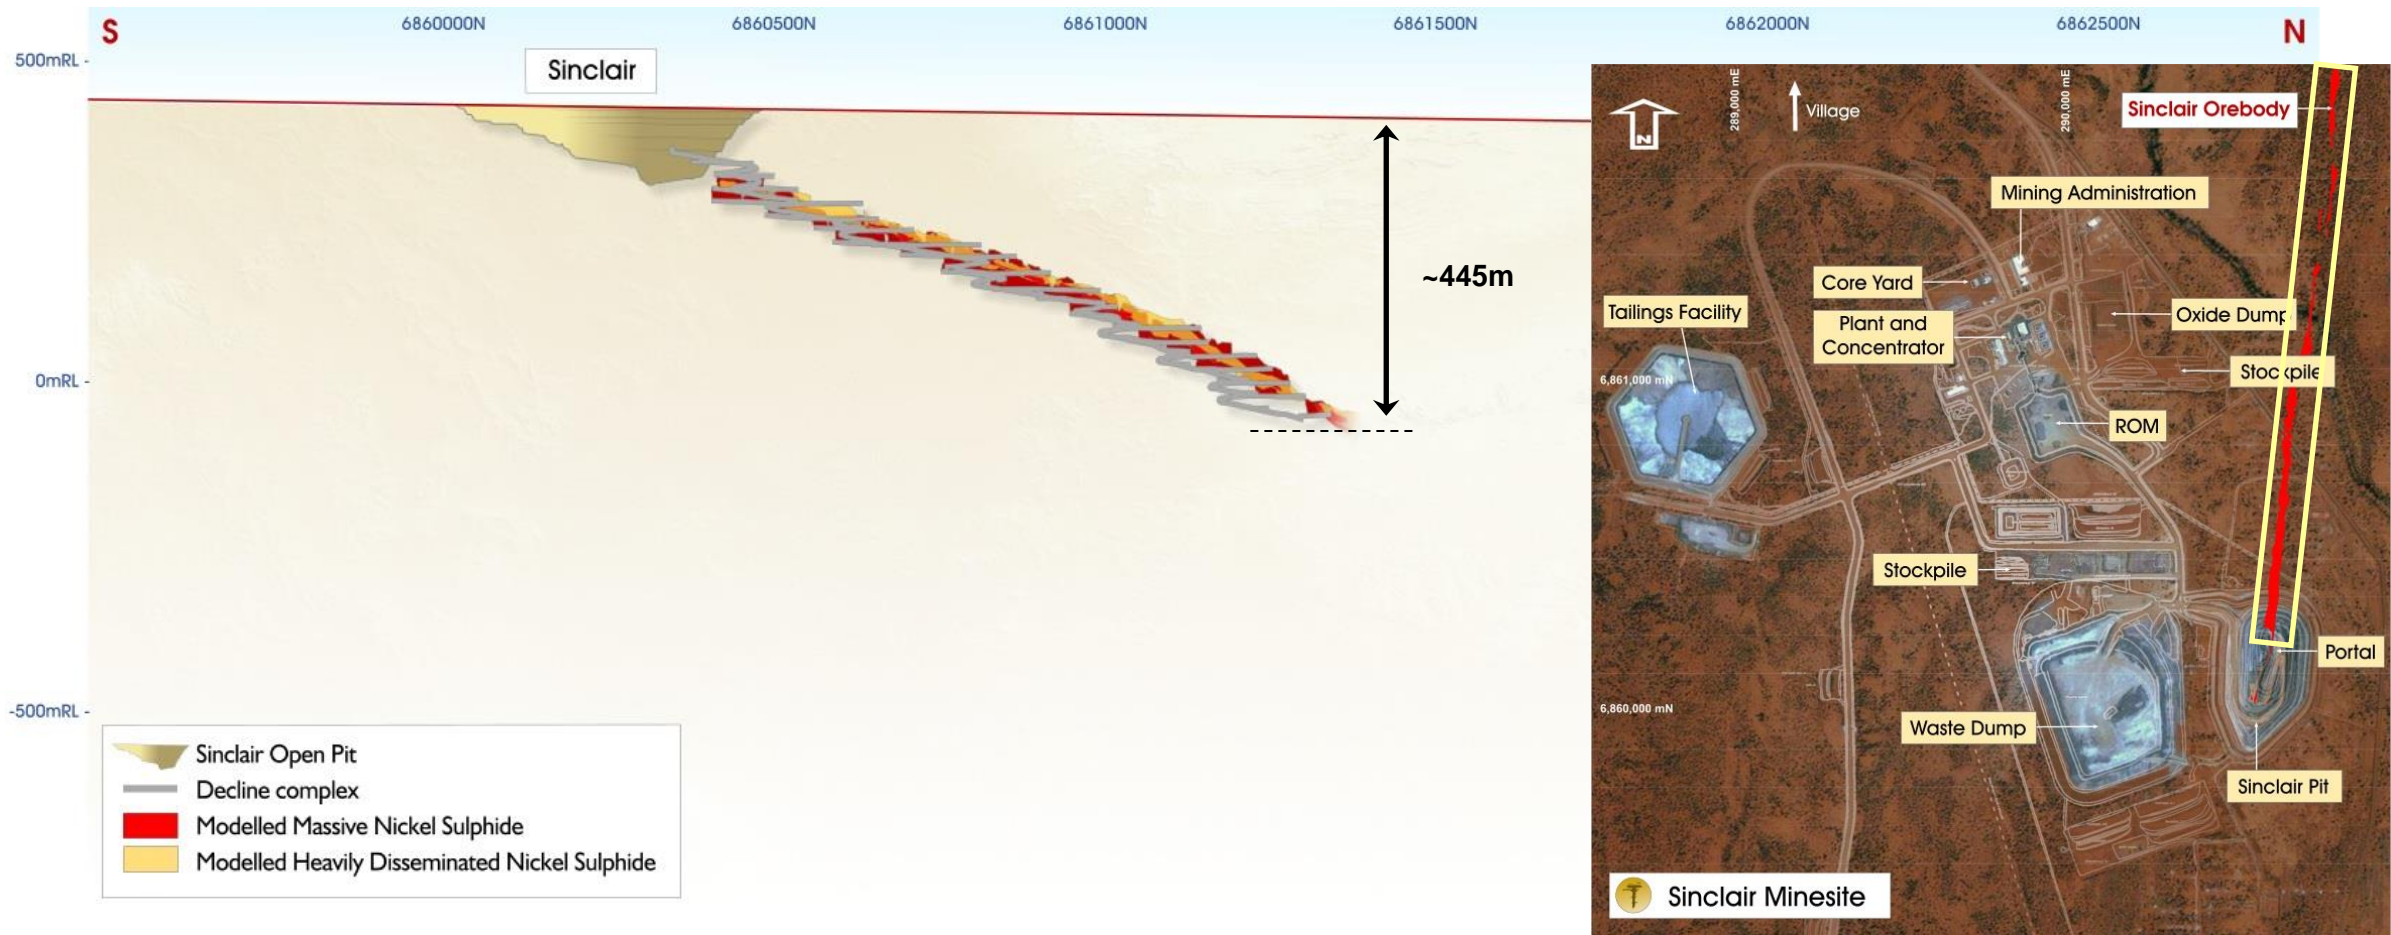 S
6860000N
6860500N
6861000N
6861500N
6862000N
6862500N
N
500mRL
Sinclair
0mRL
-500mRL
~445m
Sinclair Open Pit
Decline complex
Modelled Massive Nickel Sulphide
Modelled Heavily Disseminated Nickel Sulphide
N
Village
289,000 mE
290,000 mE
Sinclair Orebody
Mining Administration
Core Yard
Tailings Facility
Plant and
Concentrator
Oxide Dump
Stockpile
6,861,000 mN
ROM
Stockpile
Portal
6,860,000 mN
Waste Dump
Sinclair Pit
Sinclair Minesite